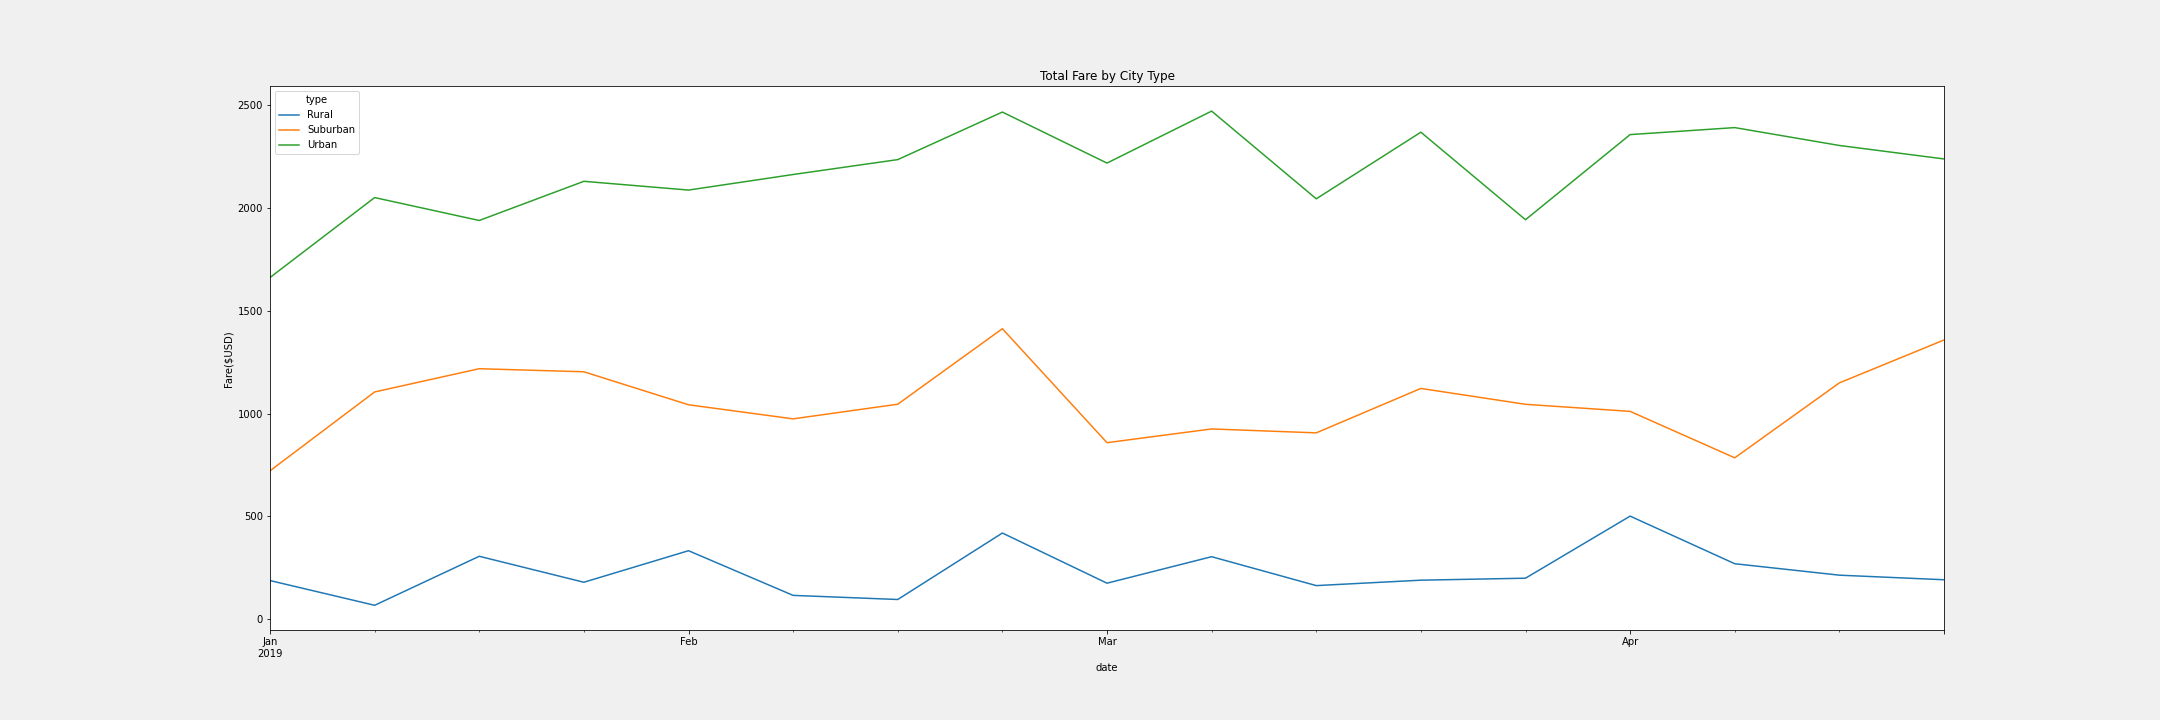 Total Fare by City Type
type
Rural
Suburban
Urban
2500
2000
1500
1000
500
0
Fare($USD)
Jan
2019
Feb
Mar
Apr
date